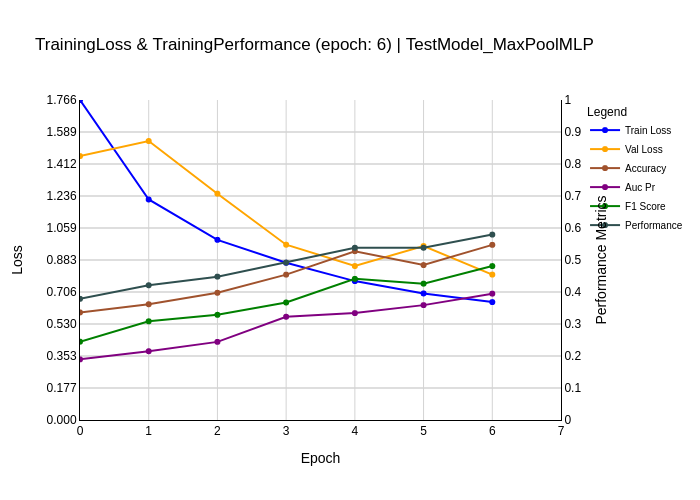 TrainingLoss & TrainingPerformance (epoch: 6) | TestModel_MaxPoolMLP
1.766
1.589
1.412
1.236
1.059
0.883
0.706
0.530
0.353
0.177
0.000
Loss
0 1 2 3 4 5 6 7
Epoch
1
0.9
0.8
0.7
0.6
0.5
0.4
0.3
0.2
0.1
0
Performance Metrics
Legend
Train Loss
Val Loss
Accuracy
Auc Pr
F1 Score
Performance